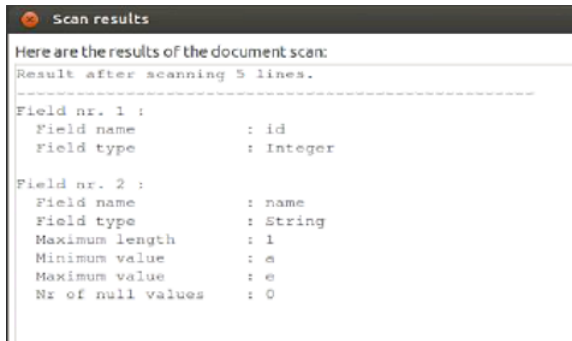 Scan results
Here are the results of the document scan:
Result after scanning 5 lines.
----------------------------------------------------
Field nr. 1 :
  Field name           : id
  Field type           : Integer

Field nr. 2 :
  Field name           : name
  Field type           : String
  Maximum length       : 1
  Minimum value        : a
  Maximum value        : e
  Nr of null values    : 0